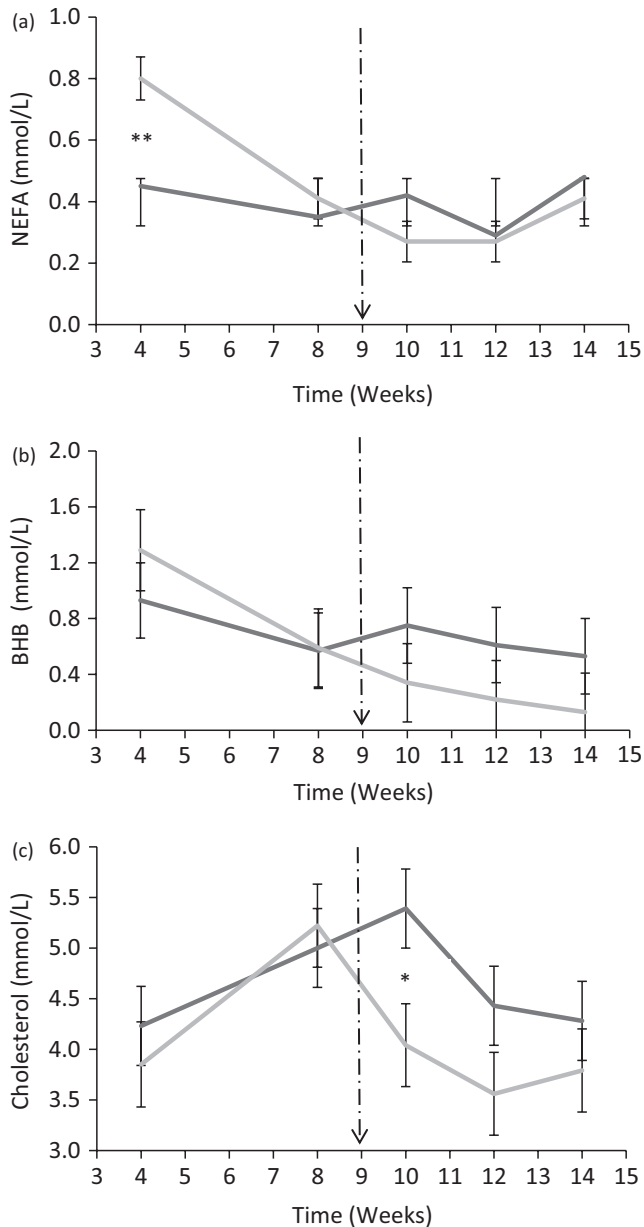 (a)
NEFA (mmol/L)
1.0
0.8
0.6
0.4
0.2
0.0
**
3 4 5 6 7 8 9 10 11 12 13 14 15
Time (Weeks)
(b)
BHB (mmol/L)
2.0
1.6
1.2
0.8
0.4
0.0
3 4 5 6 7 8 9 10 11 12 13 14 15
Time (Weeks)
(c)
Cholesterol (mmol/L)
6.0
5.5
5.0
4.5
4.0
3.5
3.0
*
3 4 5 6 7 8 9 10 11 12 13 14 15
Time (Weeks)